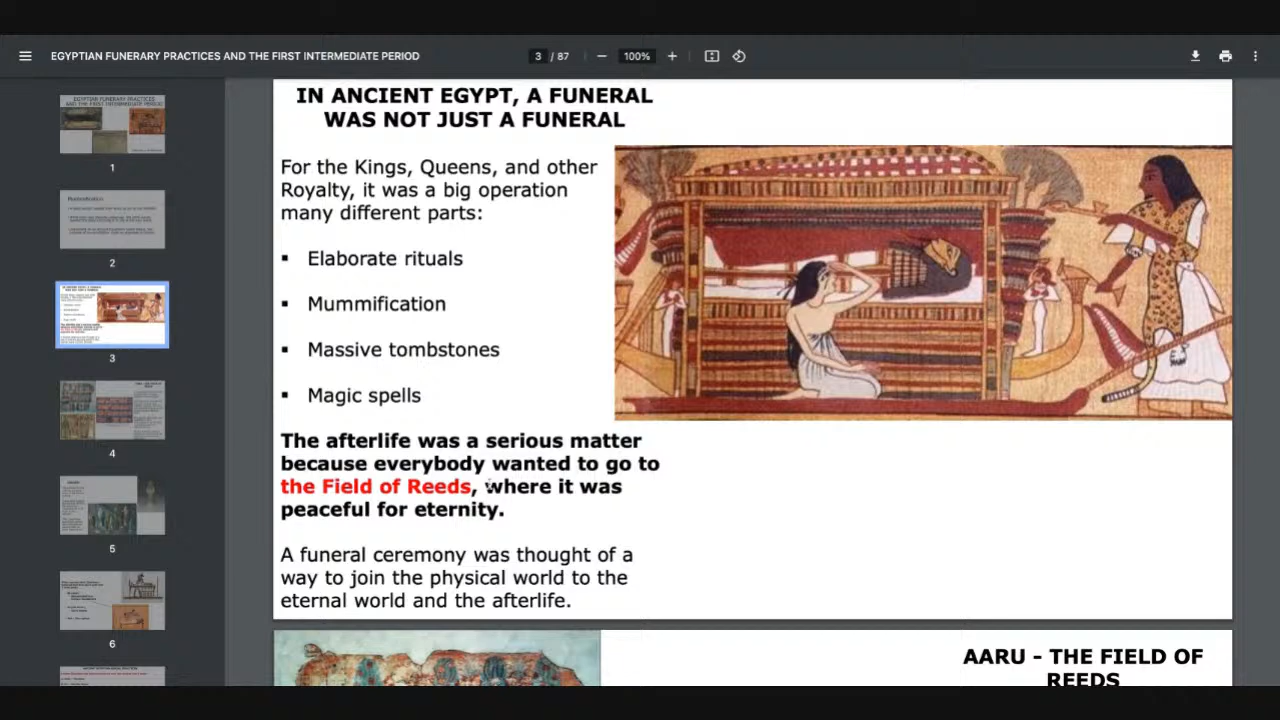 EGYPTIAN FUNERARY PRACTICES AND THE FIRST INTERMEDIATE PERIOD
3 / 87
100%
1
2
3
4
5
6
IN ANCIENT EGYPT, A FUNERAL
WAS NOT JUST A FUNERAL
For the Kings, Queens, and other
Royalty, it was a big operation
many different parts:
▪ Elaborate rituals
▪ Mummification
▪ Massive tombstones
▪ Magic spells
The afterlife was a serious matter
because everybody wanted to go to
the Field of Reeds, where it was
peaceful for eternity.
A funeral ceremony was thought of a
way to join the physical world to the
eternal world and the afterlife.
AARU - THE FIELD OF
REEDS